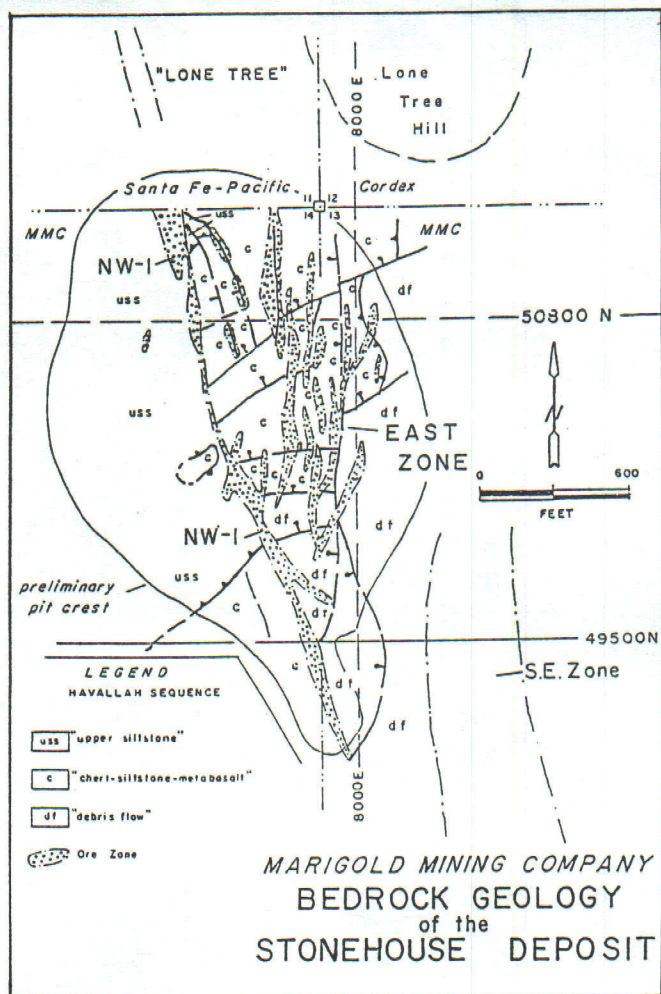 "LONE TREE"
Lone
Tree
Hill
8000 E
Santa Fe-Pacific
Cordex
11 12
14 13
MMC
MMC
uss
c
c
c
c
NW-1
c
c
df
uss
c
50800 N
c
c
c
c
c
c
c
uss
c
c
df
EAST
ZONE
N
c
c
c
c
0
600
FEET
df
NW-1
df
df
uss
df
preliminary
pit crest
c
df
49500N
LEGEND
HAVALLAH SEQUENCE
c
df
df
S.E. Zone
uss "upper siltstone"
c "chert-siltstone-metabasalt"
df "debris flow"
Ore Zone
8000E
MARIGOLD MINING COMPANY
BEDROCK GEOLOGY
of the
STONEHOUSE DEPOSIT